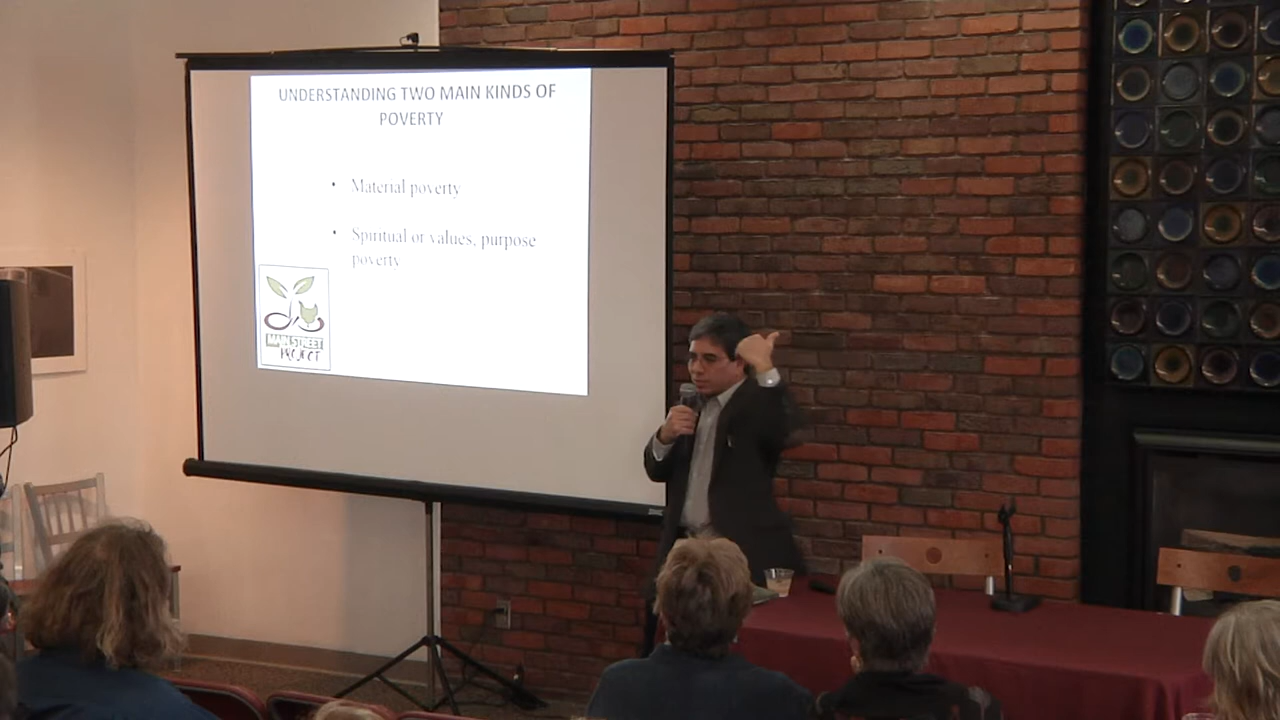 UNDERSTANDING TWO MAIN KINDS OF
POVERTY
• Material poverty
• Spiritual or values, purpose
poverty
MAIN STREET
PROJECT